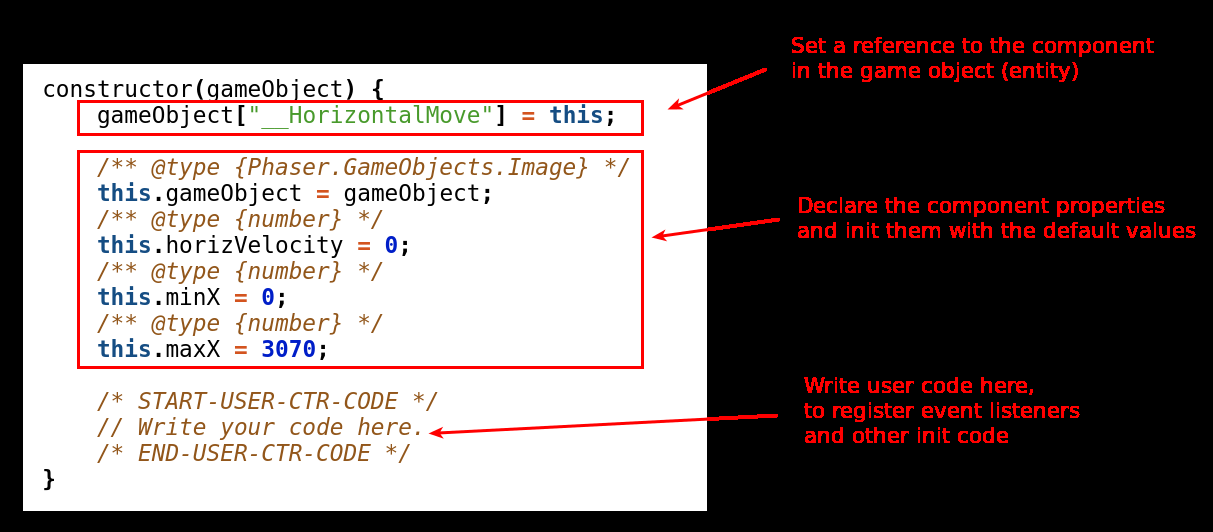 constructor(gameObject) {
gameObject["__HorizontalMove"] = this;
/** @type {Phaser.GameObjects.Image} */
this.gameObject = gameObject;
/** @type {number} */
this.horizVelocity = 0;
/** @type {number} */
this.minX = 0;
/** @type {number} */
this.maxX = 3070;
/* START-USER-CTR-CODE */
// Write your code here.
/* END-USER-CTR-CODE */
}
Set a reference to the component
in the game object (entity)
Declare the component properties
and init them with the default values
Write user code here,
to register event listeners
and other init code